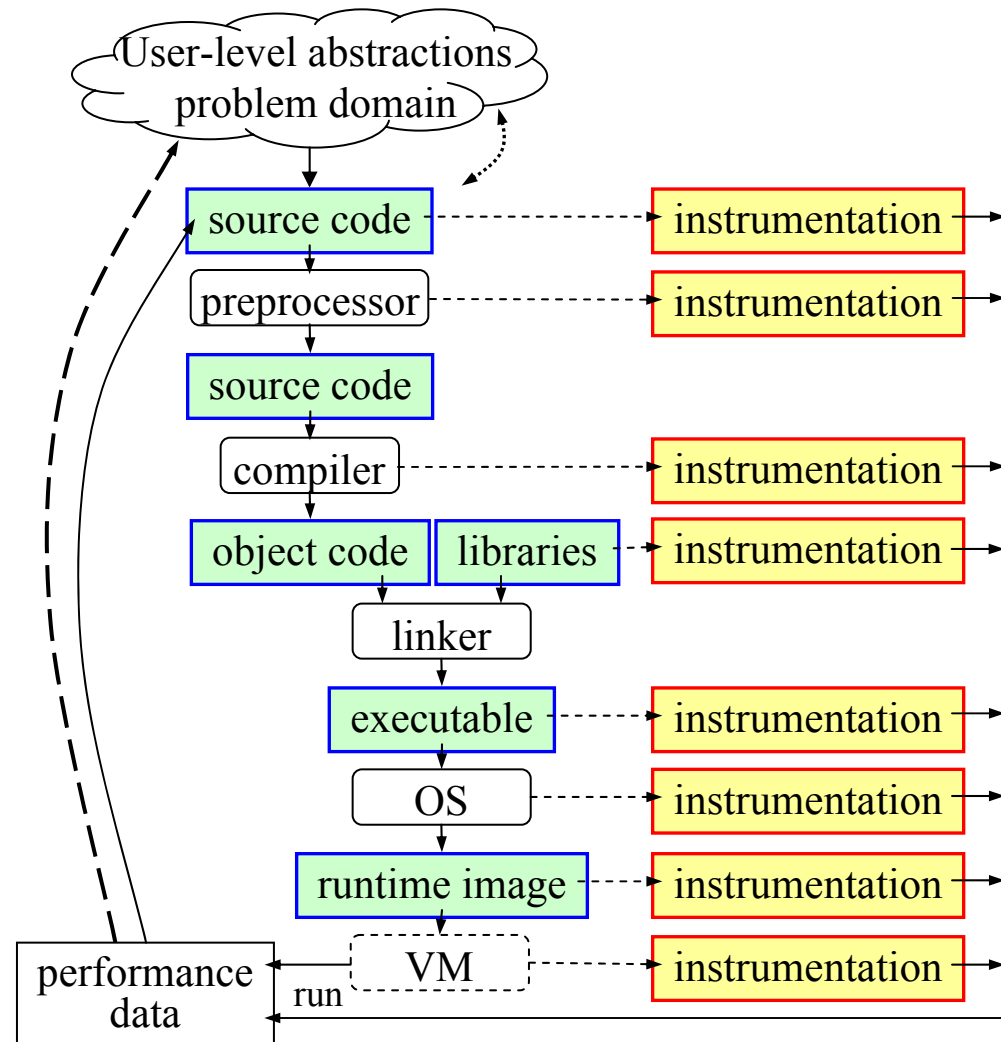 User-level abstractions
problem domain
source code
instrumentation
preprocessor
instrumentation
source code
compiler
instrumentation
object code
libraries
instrumentation
linker
executable
instrumentation
OS
instrumentation
runtime image
instrumentation
VM
instrumentation
performance
data
run